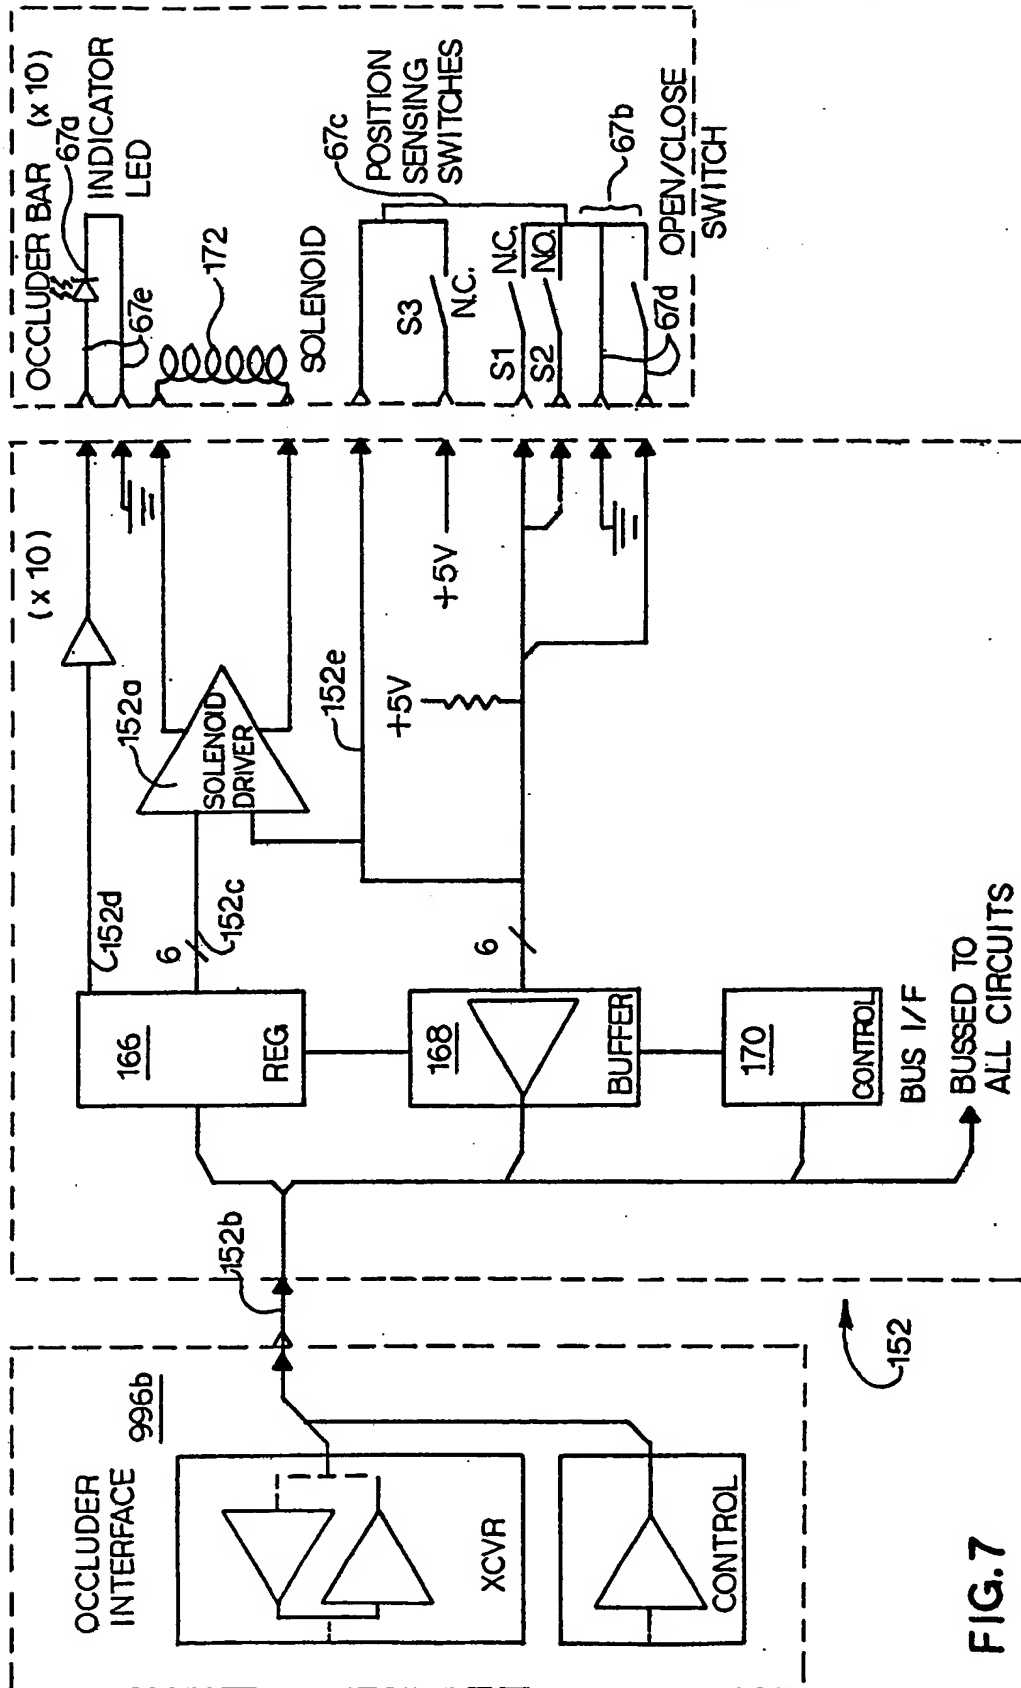 OCCLUDER
INTERFACE
996b
XCVR
CONTROL
152b
152
(x 10)
152d
166
REG
6
152c
152a
SOLENOID
DRIVER
152e
+5V
+5V
6
168
BUFFER
170
CONTROL
BUS I/F
BUSSED TO
ALL CIRCUITS
OCCLUDER BAR (x 10)
67a
INDICATOR
LED
67e
172
SOLENOID
67c
POSITION
SENSING
SWITCHES
S3
N.C.
S1
N.C.
S2
N.O.
67b
67d
OPEN/CLOSE
SWITCH
FIG. 7